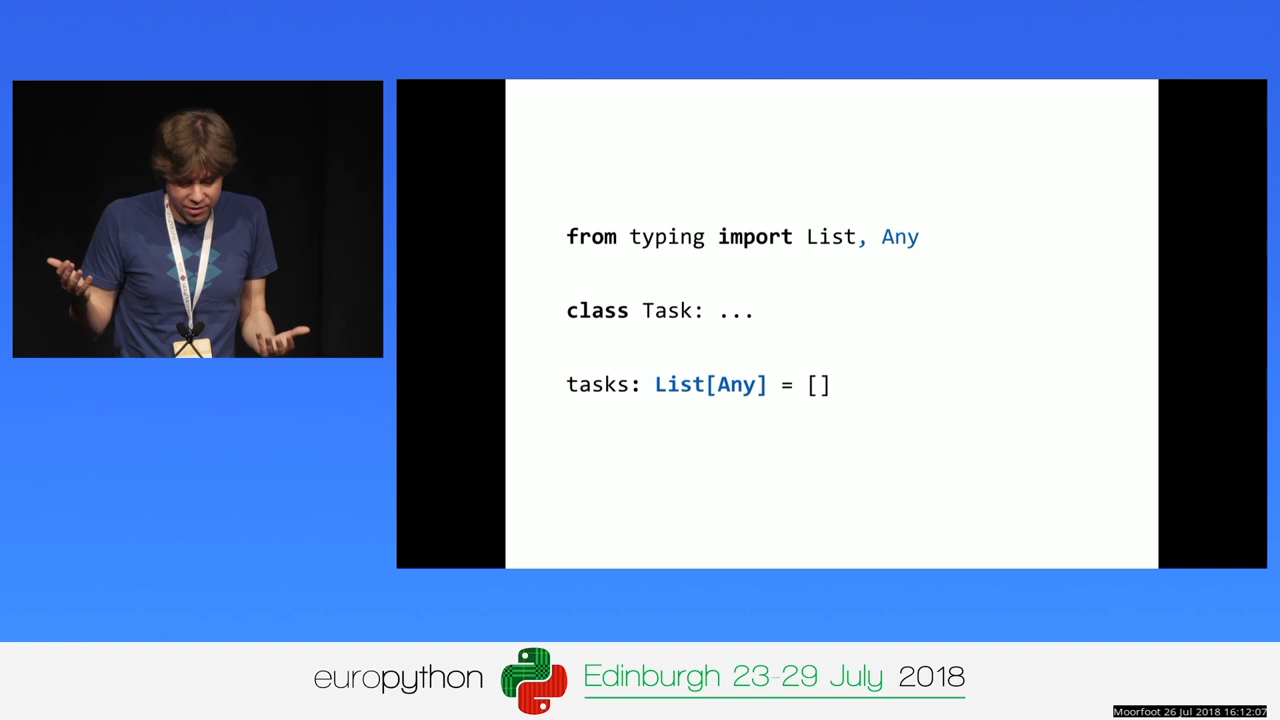 from typing import List, Any
class Task: ...
tasks: List[Any] = []
europython Edinburgh 23-29 July 2018
Moorfoot 26 Jul 2018 16:12:07